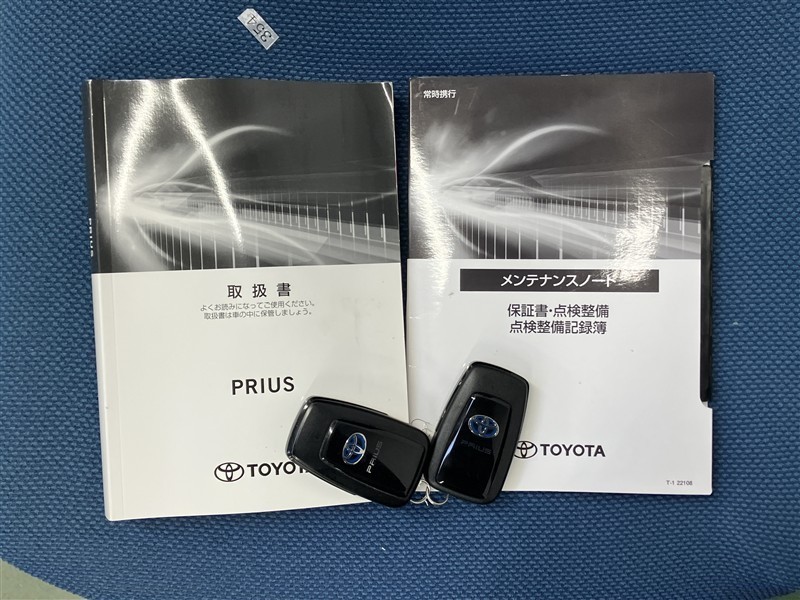 354
PRIUS
取扱書
よくお読みになってご使用ください。
取扱書は車の中に保管しましょう。
PRIUS
TOYOTA
常時携行
メンテナンスノート
保証書・点検整備
点検整備記録簿
TOYOTA
T-1 22108
PRIUS
PRIUS